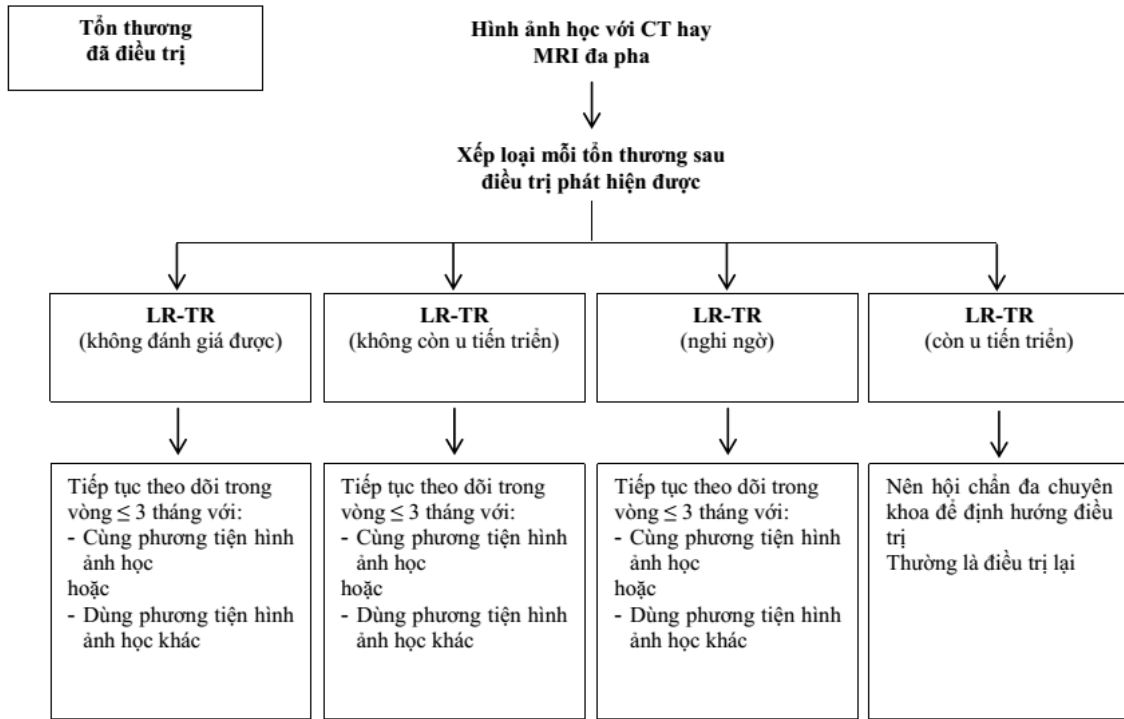 Tổn thương
đã điều trị
Hình ảnh học với CT hay
MRI đa pha
Xếp loại mỗi tổn thương sau
điều trị phát hiện được
LR-TR
(không đánh giá được)
LR-TR
(không còn u tiến triển)
LR-TR
(nghi ngờ)
LR-TR
(còn u tiến triển)
Tiếp tục theo dõi trong
vòng ≤ 3 tháng với:
- Cùng phương tiện hình
ảnh học
hoặc
- Dùng phương tiện hình
ảnh học khác
Tiếp tục theo dõi trong
vòng ≤ 3 tháng với:
- Cùng phương tiện hình
ảnh học
hoặc
- Dùng phương tiện hình
ảnh học khác
Tiếp tục theo dõi trong
vòng ≤ 3 tháng với:
- Cùng phương tiện hình
ảnh học
hoặc
- Dùng phương tiện hình
ảnh học khác
Nên hội chẩn đa chuyên
khoa để định hướng điều
trị
Thường là điều trị lại